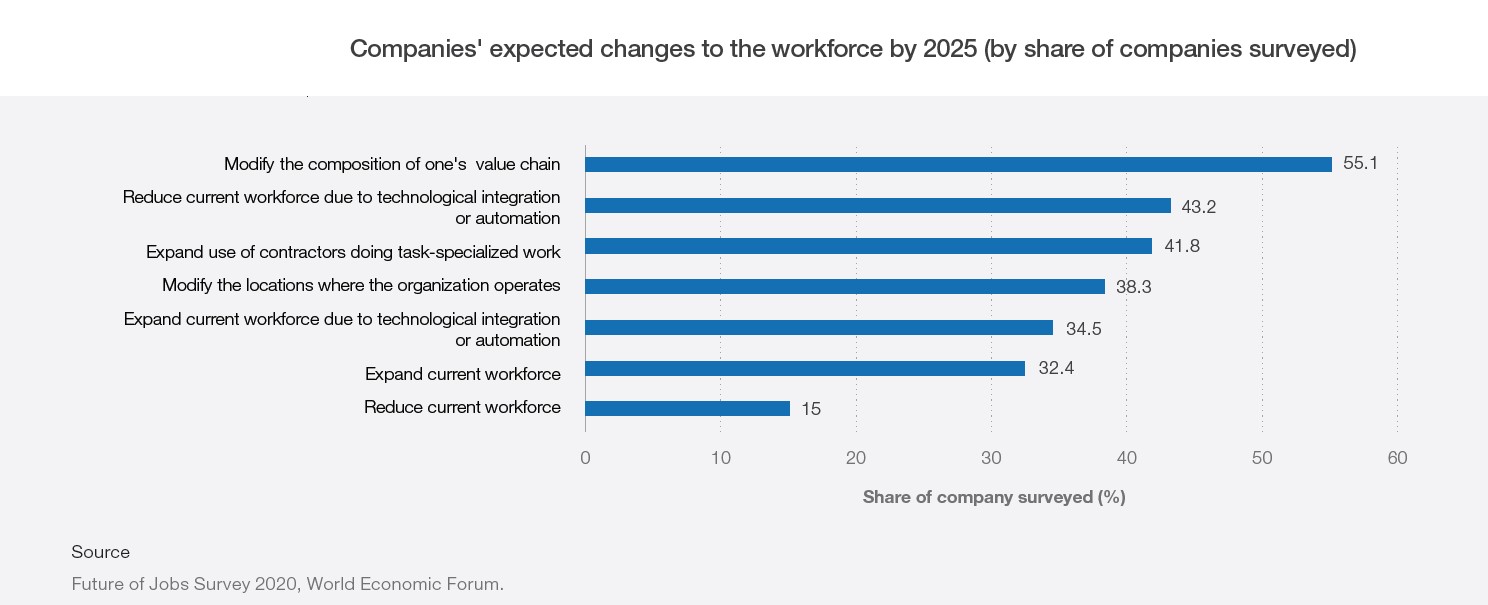 Companies' expected changes to the workforce by 2025 (by share of companies surveyed)
Modify the composition of one's  value chain
55.1
Reduce current workforce due to technological integration
or automation
43.2
Expand use of contractors doing task-specialized work
41.8
Modify the locations where the organization operates
38.3
Expand current workforce due to technological integration
or automation
34.5
Expand current workforce
32.4
Reduce current workforce
15
0 10 20 30 40 50 60
Share of company surveyed (%)
Source
Future of Jobs Survey 2020, World Economic Forum.